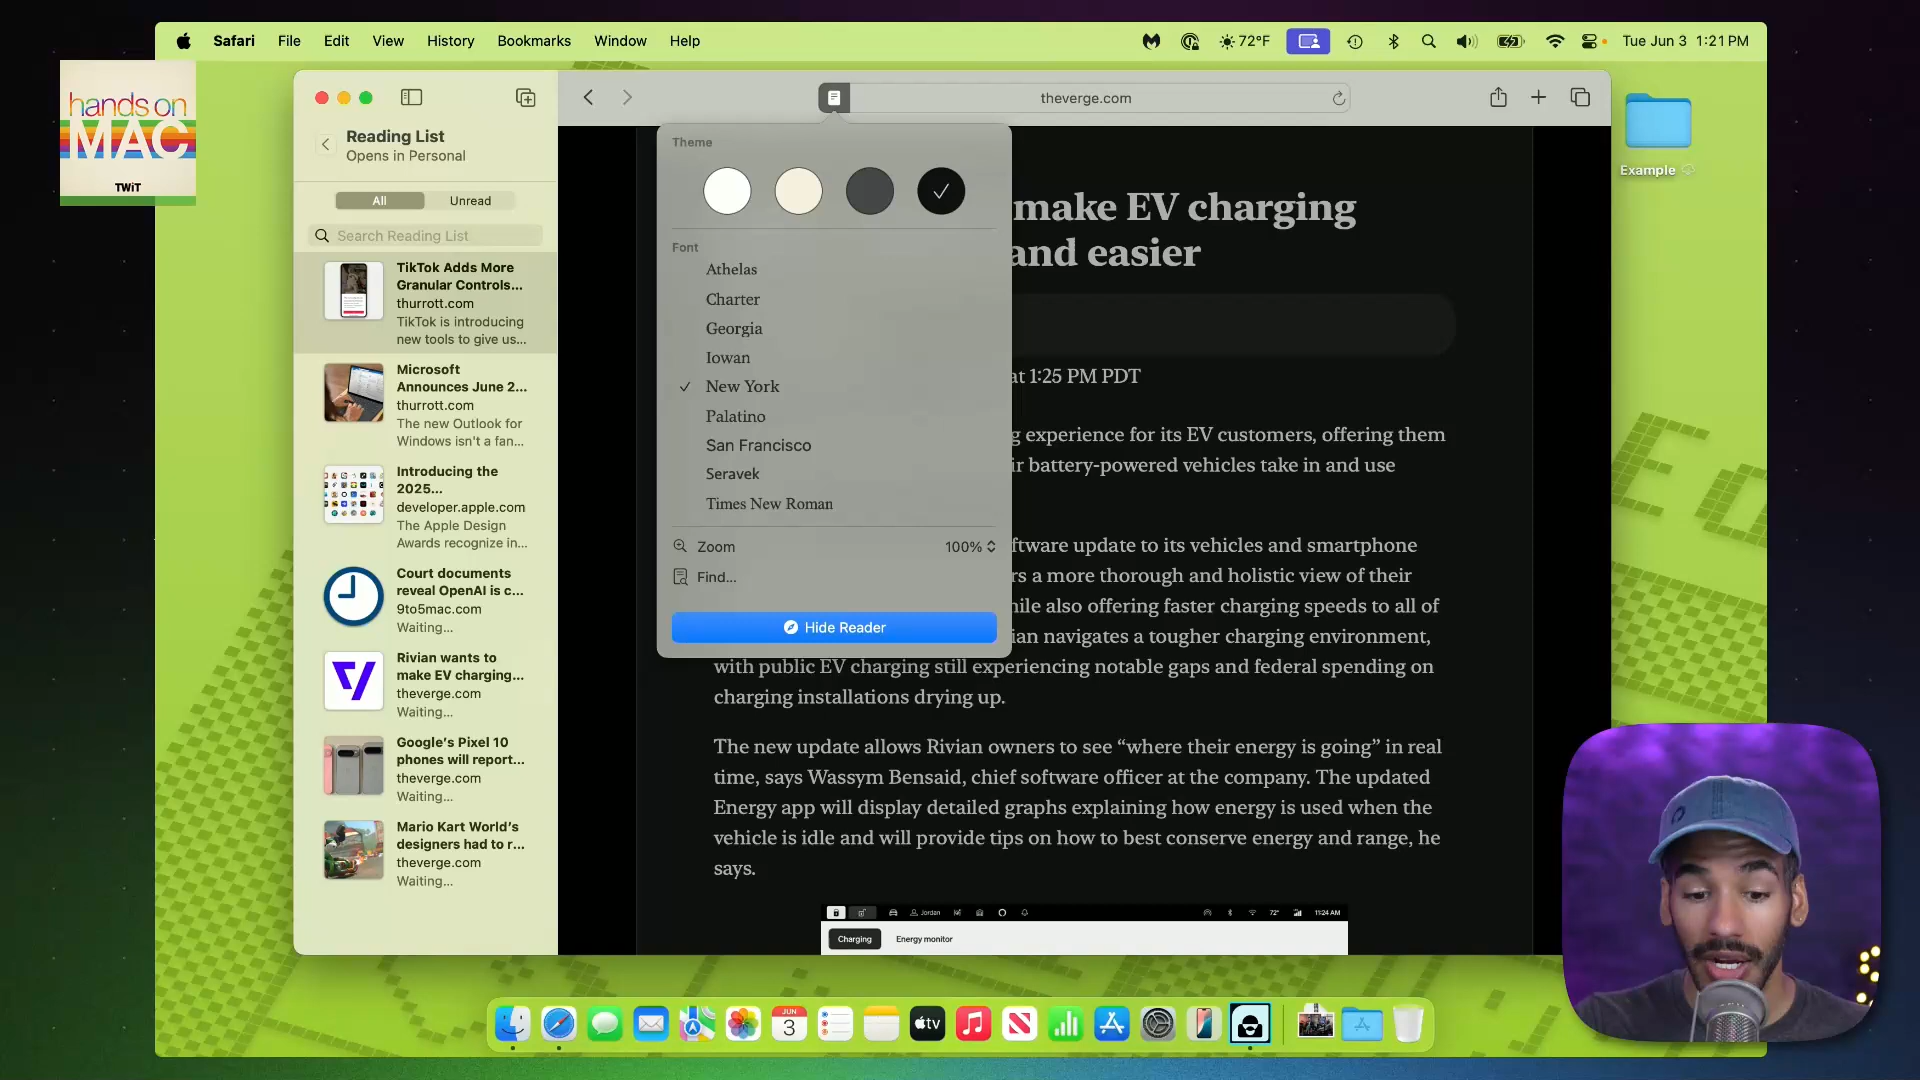 Safari File Edit View History Bookmarks Window Help
72°F Tue Jun 3 1:21 PM
hands on
MAC
TWiT
Reading List
Opens in Personal
All Unread
Search Reading List
TikTok Adds More
Granular Controls...
thurrott.com
TikTok is introducing
new tools to give us...
Microsoft
Announces June 2...
thurrott.com
The new Outlook for
Windows isn't a fan...
Introducing the
2025...
developer.apple.com
The Apple Design
Awards recognize in...
Court documents
reveal OpenAI is c...
9to5mac.com
Waiting...
Rivian wants to
make EV charging...
theverge.com
Waiting...
Google's Pixel 10
phones will report...
theverge.com
Waiting...
Mario Kart World's
designers had to r...
theverge.com
Waiting...
theverge.com
Theme
Font
Athelas
Charter
Georgia
Iowan
New York
Palatino
San Francisco
Seravek
Times New Roman
Zoom 100%
Find...
Hide Reader
make EV charging
and easier
at 1:25 PM PDT
g experience for its EV customers, offering them
ir battery-powered vehicles take in and use
ftware update to its vehicles and smartphone
rs a more thorough and holistic view of their
hile also offering faster charging speeds to all of
ian navigates a tougher charging environment,
with public EV charging still experiencing notable gaps and federal spending on
charging installations drying up.
The new update allows Rivian owners to see “where their energy is going” in real
time, says Wassym Bensaid, chief software officer at the company. The updated
Energy app will display detailed graphs explaining how energy is used when the
vehicle is idle and will provide tips on how to best conserve energy and range, he
says.
Jordan 72° 11:24 AM
Charging Energy monitor
Example
JUN
3
tv